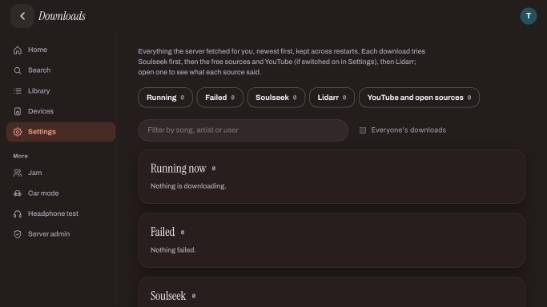 Downloads
T
Home
Search
Library
Devices
Settings
More
Jam
Car mode
Headphone test
Server admin
Everything the server fetched for you, newest first, kept across restarts. Each download tries
Soulseek first, then the free sources and YouTube (if switched on in Settings), then Lidarr;
open one to see what each source said.
Running 0
Failed 0
Soulseek 0
Lidarr 0
YouTube and open sources 0
Filter by song, artist or user
Everyone's downloads
Running now 0
Nothing is downloading.
Failed 0
Nothing failed.
Soulseek 0